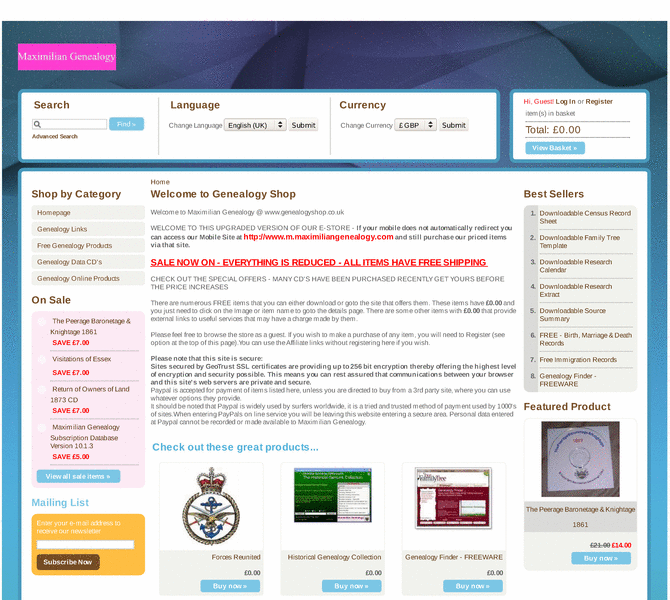 Maximilian Genealogy
Search
Find »
Advanced Search
Language
Change Language English (UK) Submit
Currency
Change Currency £ GBP Submit
Hi, Guest! Log In or Register
item(s) in basket
Total: £0.00
View Basket »
Shop by Category
Homepage
Genealogy Links
Free Genealogy Products
Genealogy Data CD's
Genealogy Online Products
On Sale
The Peerage Baronetage &
Knightage 1861
SAVE £7.00
Visitations of Essex
SAVE £7.00
Return of Owners of Land
1873 CD
SAVE £7.00
Maximilian Genealogy
Subscription Database
Version 10.1.3
SAVE £5.00
View all sale items »
Mailing List
Enter your e-mail address to
receive our newsletter
Subscribe Now
Home
Welcome to Genealogy Shop
Welcome to Maximilian Genealogy @ www.genealogyshop.co.uk
WELCOME TO THIS UPGRADED VERSION OF OUR E-STORE - If your mobile does not automatically redirect you
can access our Mobile Site at http://www.m.maximiliangenealogy.com and still purchase our priced items
via that site.
SALE NOW ON - EVERYTHING IS REDUCED - ALL ITEMS HAVE FREE SHIPPING
CHECK OUT THE SPECIAL OFFERS - MANY CD'S HAVE BEEN PURCHASED RECENTLY GET YOURS BEFORE
THE PRICE INCREASES
There are numerous FREE items that you can either download or go to the site that offers them. These items have £0.00 and
you just need to click on the image or item name to go to the details page. There are some other items with £0.00 that provide
external links to useful services that may have a charge made by them.
Please feel free to browse the store as a guest. If you wish to make a purchase of any item, you will need to Register (see
option at the top of this page).You can use the Affiliate links without registering here if you wish.
Please note that this site is secure:
Sites secured by GeoTrust SSL certificates are providing up to 256 bit encryption thereby offering the highest level
of encryption and security possible. This means you can rest assured that communications between your browser
and this site's web servers are private and secure.
Paypal is accepted for payment of items listed here, unless you are directed to buy from a 3rd party site, where you can use
whatever options they provide.
It should be noted that Paypal is widely used by surfers worldwide, it is a tried and trusted method of payment used by 1000's
of sites.When entering PayPals on line service you will be leaving this website entering a secure area. Personal data entered
at Paypal cannot be recorded or made available to Maximilian Genealogy.
Check out these great products...
Forces Reunited
£0.00
Buy now »
Historical Genealogy Collection
£0.00
Buy now »
Genealogy Finder - FREEWARE
£0.00
Buy now »
Best Sellers
1. Downloadable Census Record
Sheet
2. Downloadable Family Tree
Template
3. Downloadable Research
Calendar
4. Downloadable Research
Extract
5. Downloadable Source
Summary
6. FREE - Birth, Marriage & Death
Records
7. Free Immigration Records
8. Genealogy Finder -
FREEWARE
Featured Product
The Peerage Baronetage & Knightage
1861
£21.00 £14.00
Buy now »